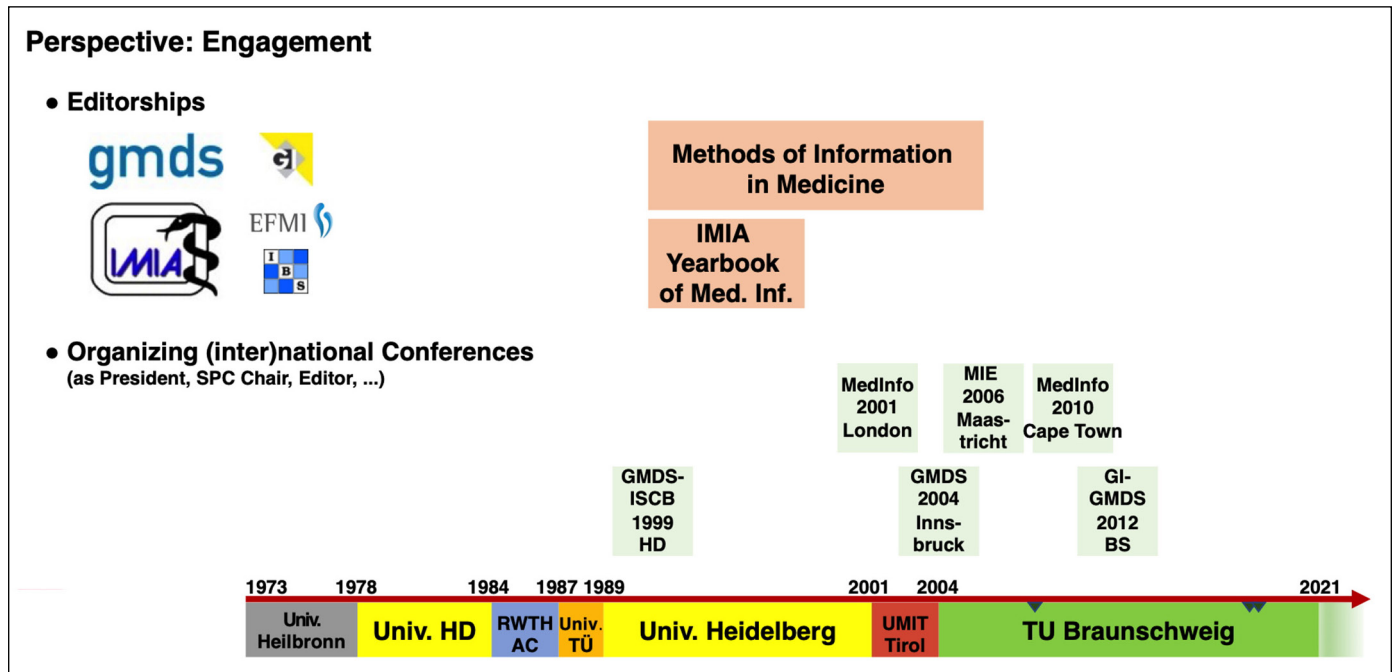 Perspective: Engagement
● Editorships
gmds
GI
IMIA
EFMI
I
B
S
Methods of Information
in Medicine
IMIA
Yearbook
of Med. Inf.
● Organizing (inter)national Conferences
(as President, SPC Chair, Editor, ...)
MedInfo
2001
London
MIE
2006
Maas-
tricht
MedInfo
2010
Cape Town
GMDS-
ISCB
1999
HD
GMDS
2004
Inns-
bruck
GI-
GMDS
2012
BS
1973 1978 1984 1987 1989 2001 2004 2021
Univ.
Heilbronn
Univ. HD
RWTH
AC
Univ.
TÜ
Univ. Heidelberg
UMIT
Tirol
TU Braunschweig